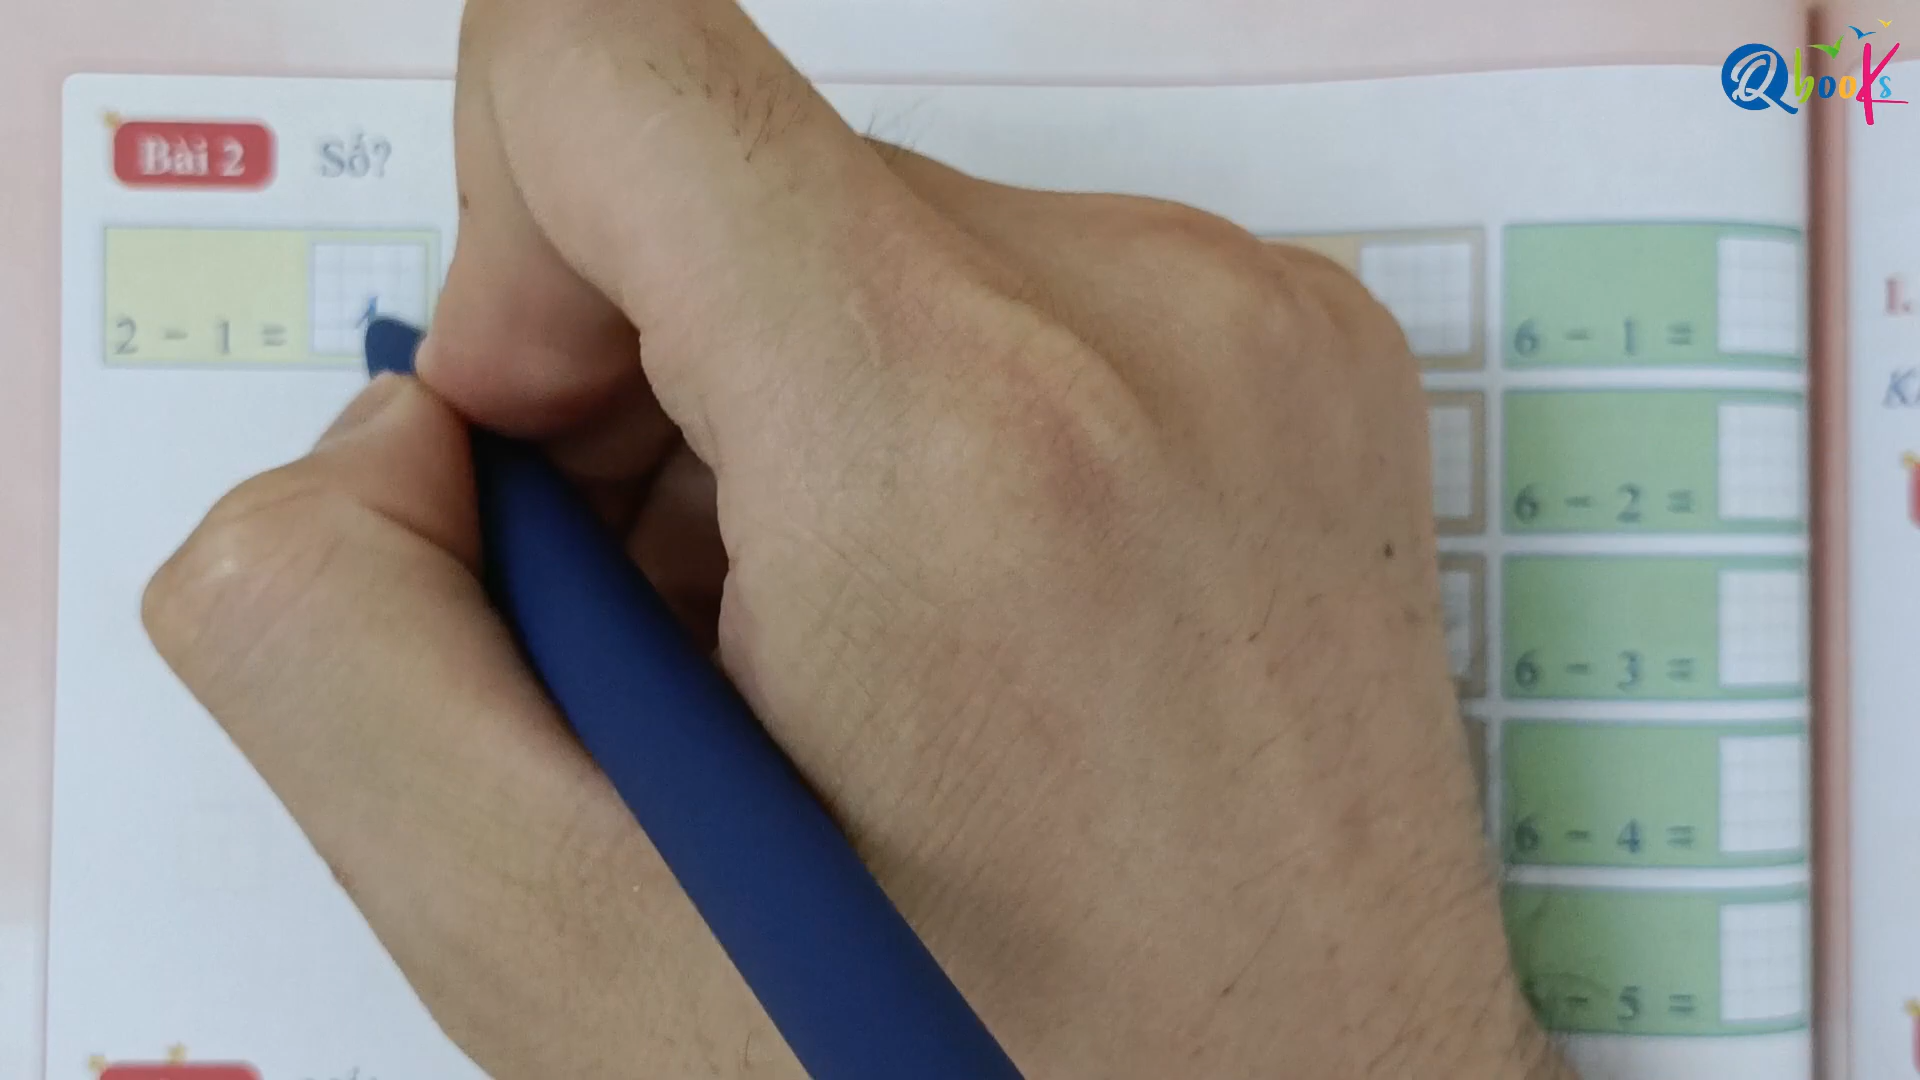 Qbooks
Bài 2 Số?
2 - 1 = 1
6 - 1 =
6 - 2 =
6 - 3 =
6 - 4 =
- 5 =
I.